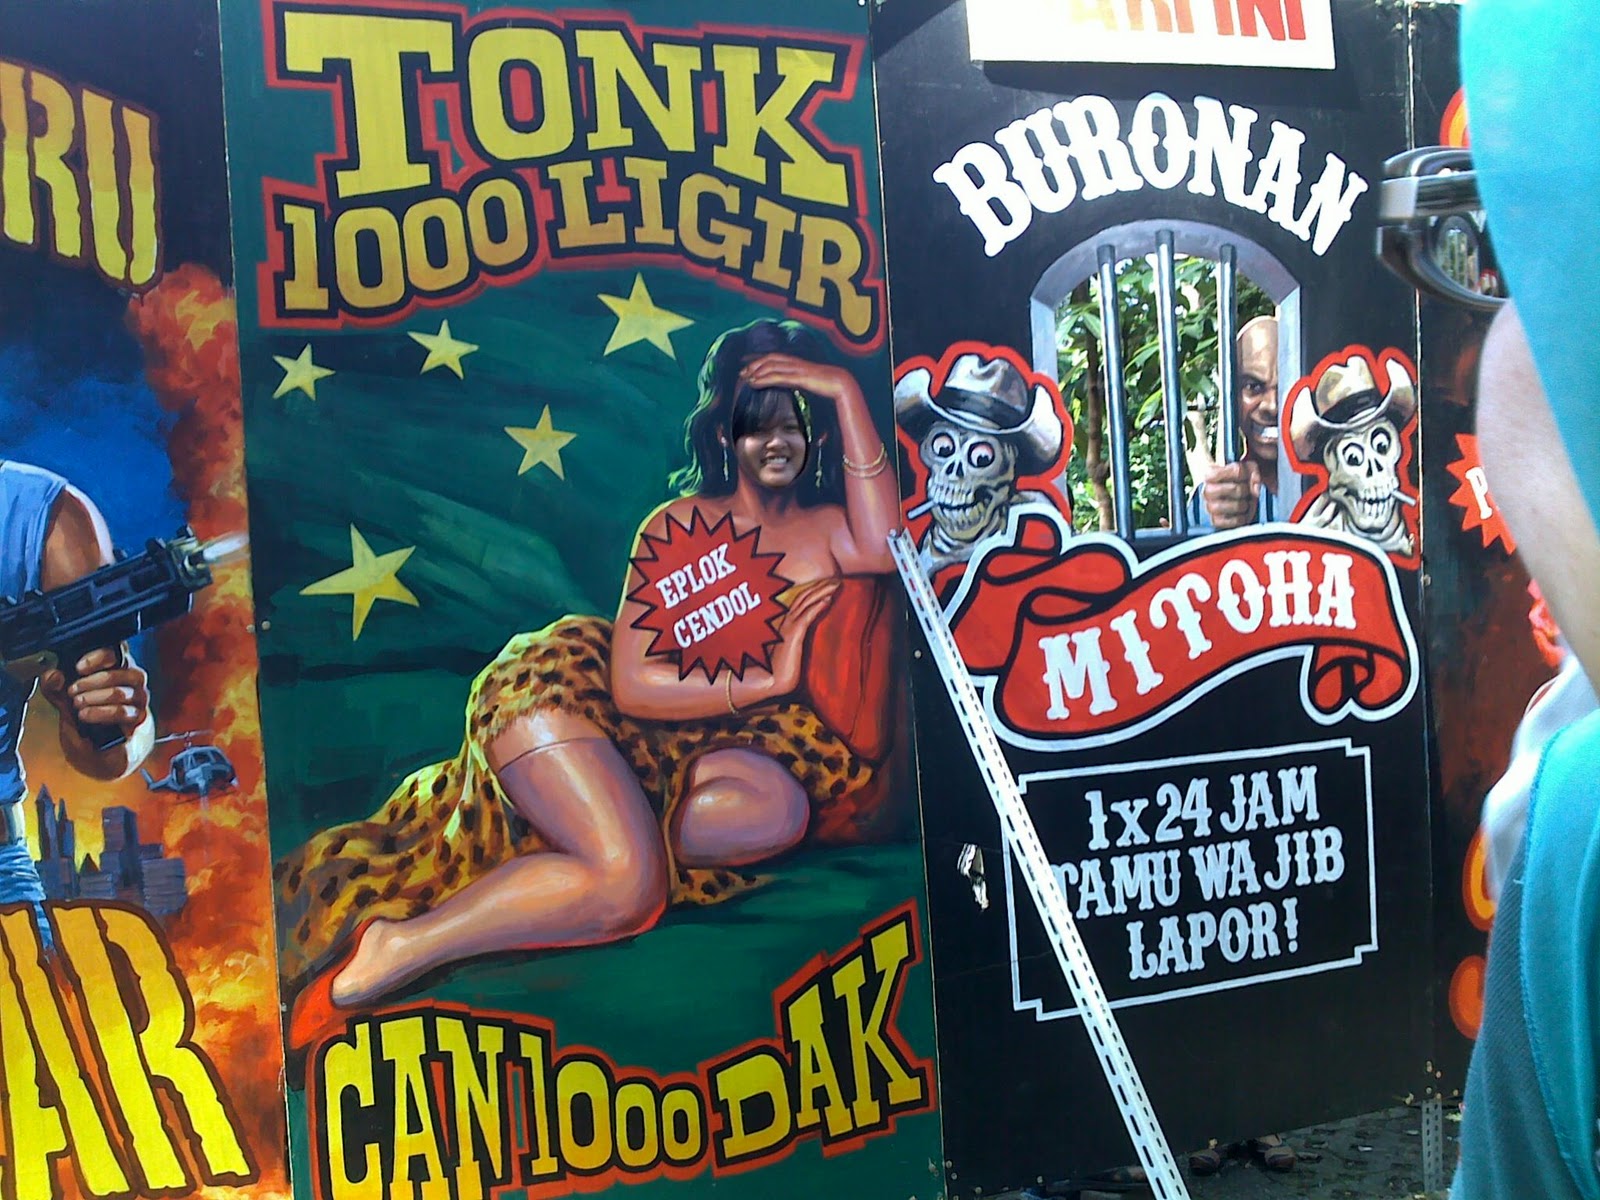 RU
AR
TONK
1000 LIGIR
EPLOK
CENDOL
CAN 1000 DAK
BURONAN
MITOHA
1x24 JAM
TAMU WAJIB
LAPOR!